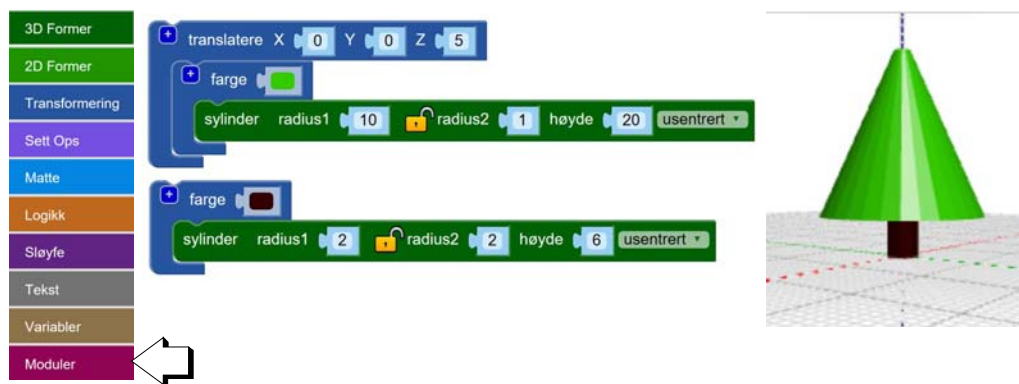 3D Former
2D Former
Transformering
Sett Ops
Matte
Logikk
Sløyfe
Tekst
Variabler
Moduler
translatere X 0 Y 0 Z 5
farge
sylinder radius1 10 radius2 1 høyde 20 usentrert
farge
sylinder radius1 2 radius2 2 høyde 6 usentrert